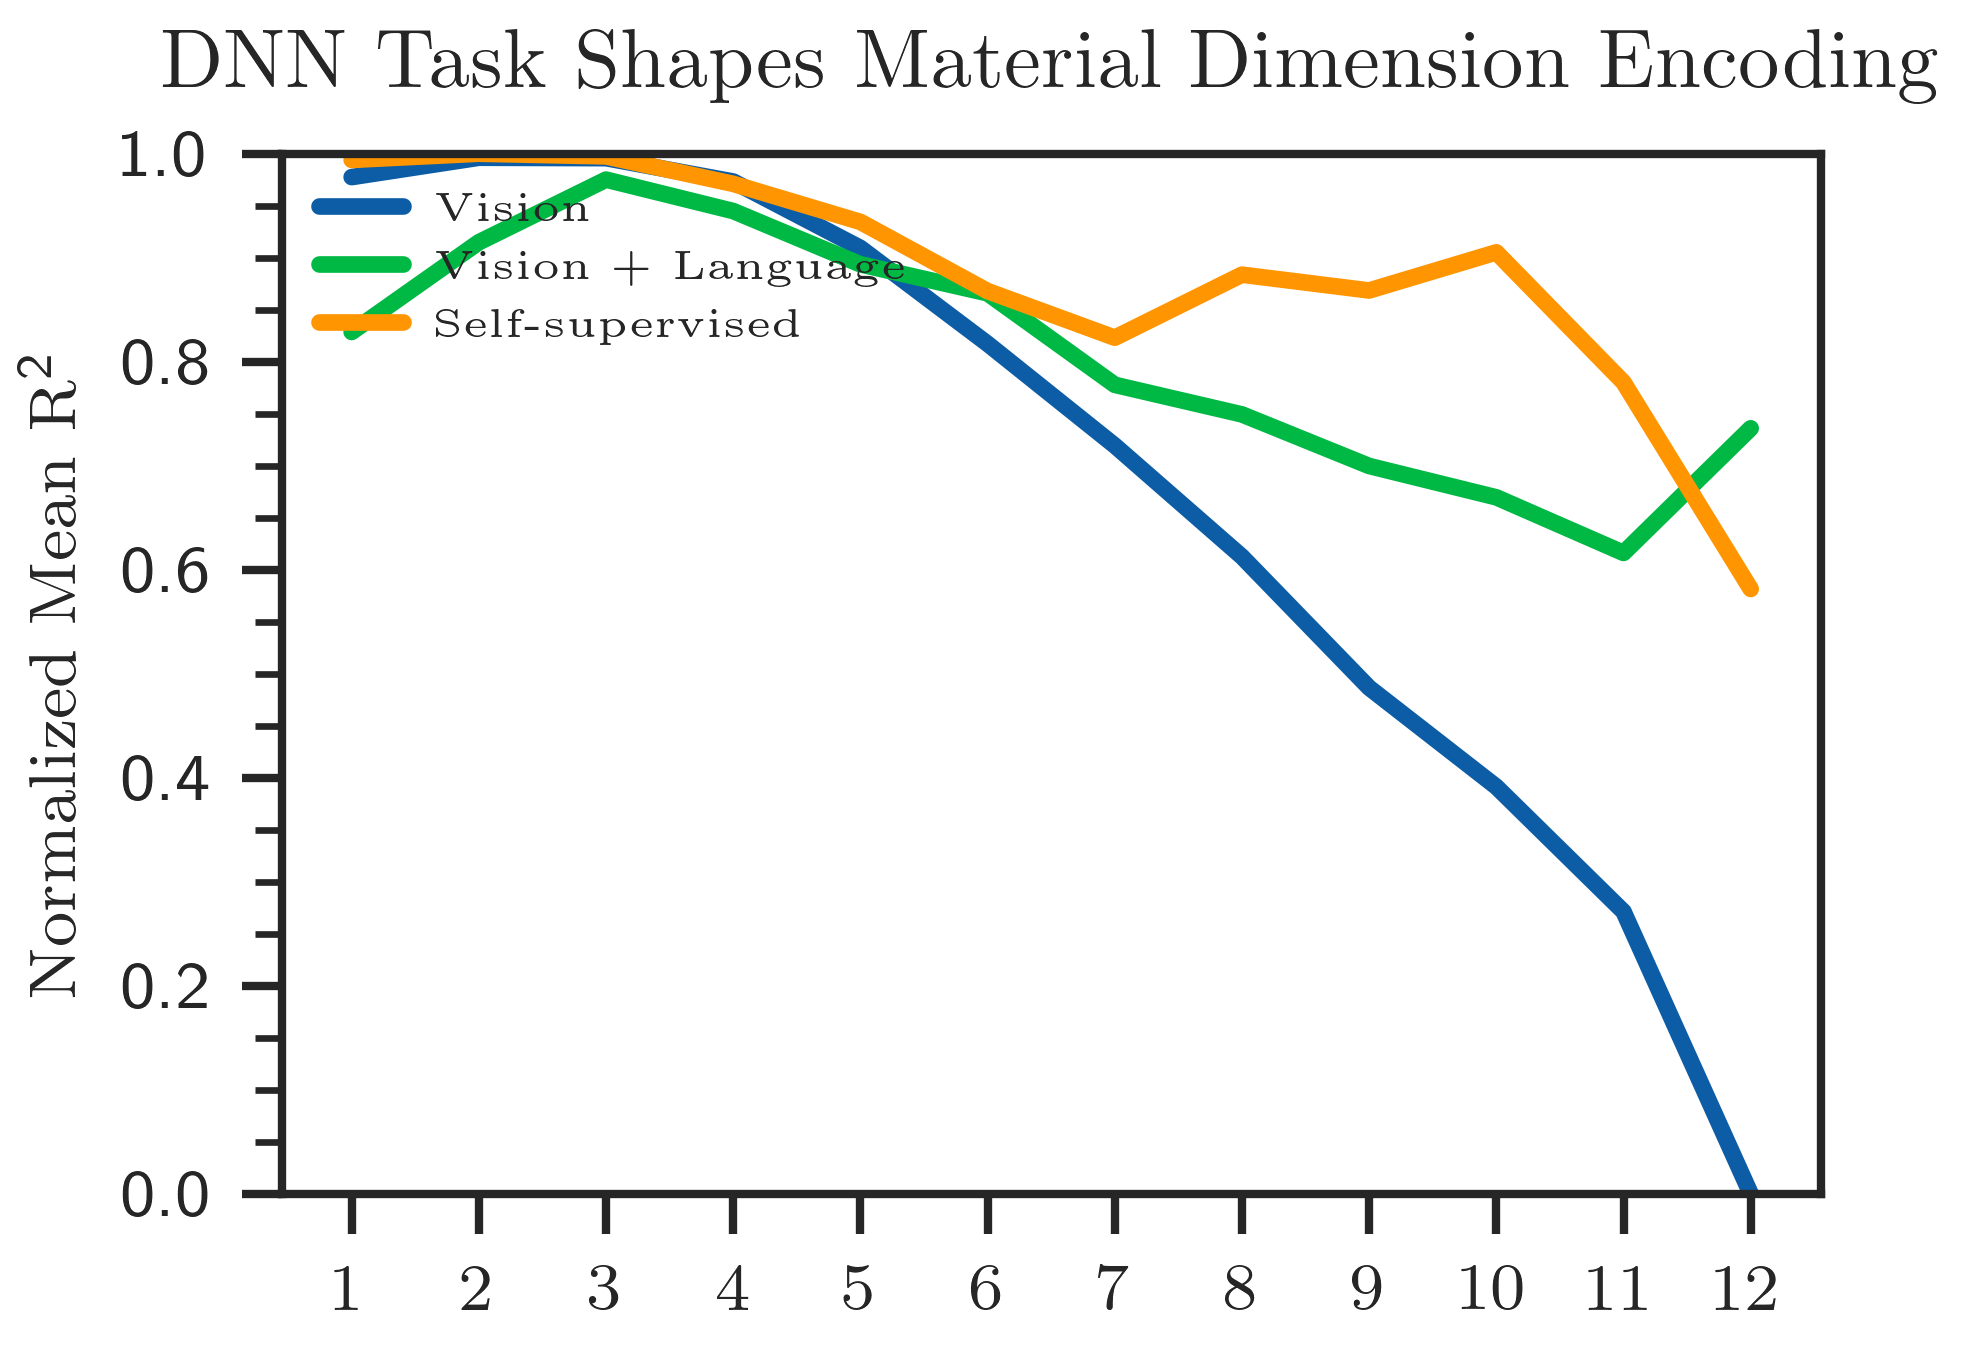 DNN Task Shapes Material Dimension Encoding
Normalized Mean R²
1.0
0.8
0.6
0.4
0.2
0.0
Vision
Vision + Language
Self-supervised
1 2 3 4 5 6 7 8 9 10 11 12